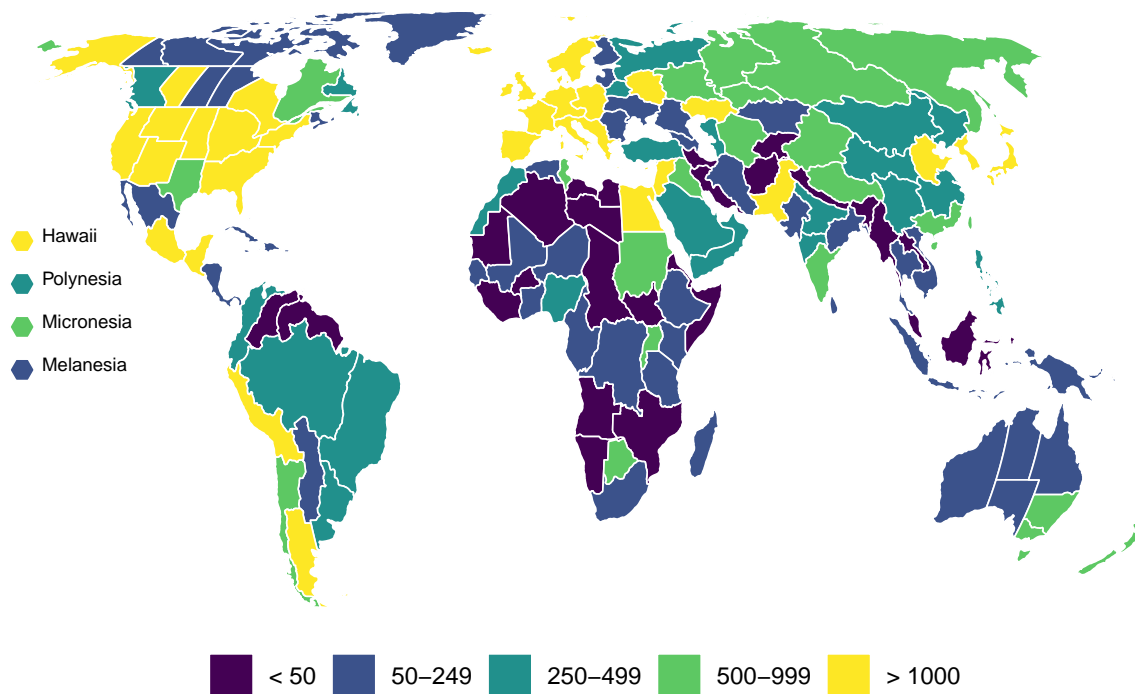 Hawaii
Polynesia
Micronesia
Melanesia
< 50
50–249
250–499
500–999
> 1000